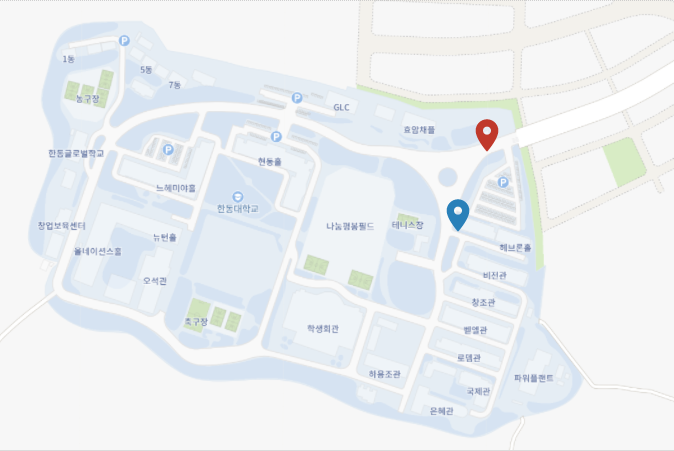 P
1동
5동
7동
농구장
P
GLC
효암채플
P
P
한동글로벌학교
현동홀
느헤미야홀
P
한동대학교
창업보육센터
뉴턴홀
나눔평봉필드
테니스장
올네이션스홀
헤브론홀
오석관
비전관
창조관
족구장
학생회관
벧엘관
로뎀관
하용조관
파워플랜트
국제관
은혜관